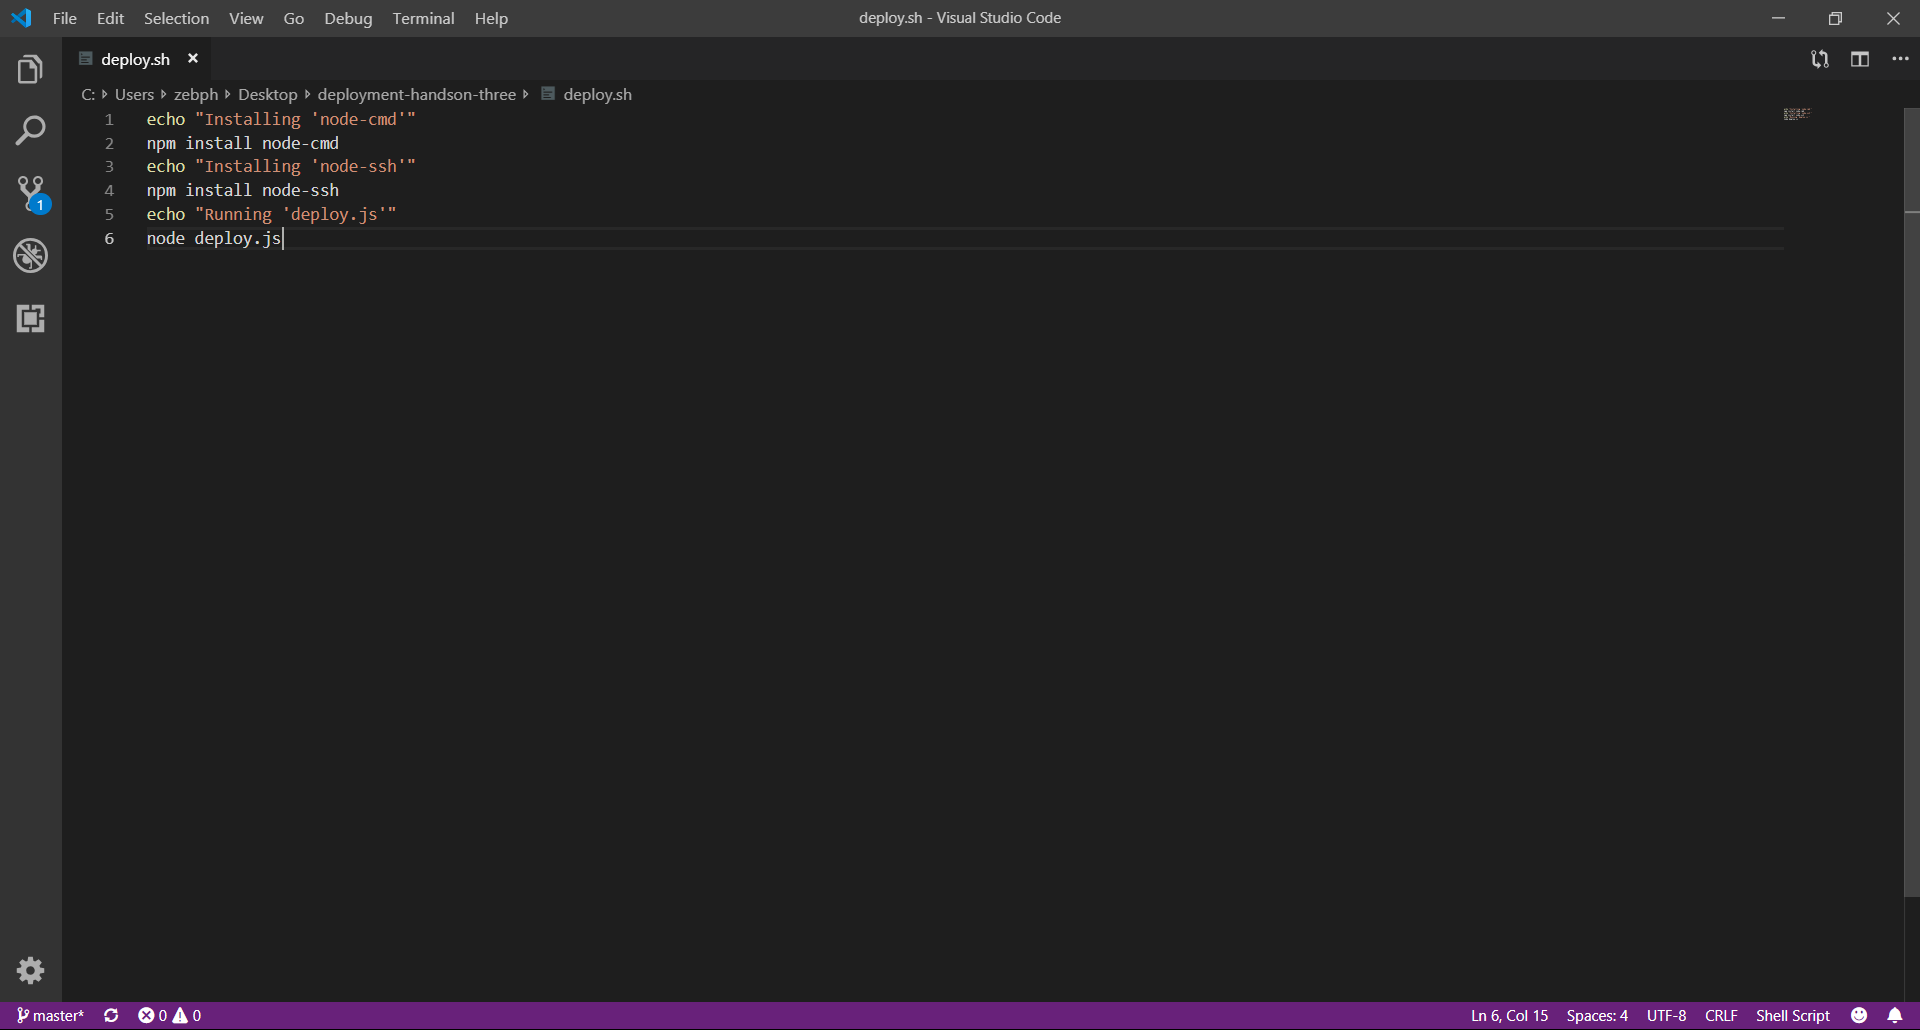 File Edit Selection View Go Debug Terminal Help deploy.sh - Visual Studio Code
deploy.sh
C: Users zebph Desktop deployment-handson-three deploy.sh
1 echo "Installing 'node-cmd'"
2 npm install node-cmd
3 echo "Installing 'node-ssh'"
4 npm install node-ssh
5 echo "Running 'deploy.js'"
6 node deploy.js
1
master* 0 0 Ln 6, Col 15 Spaces: 4 UTF-8 CRLF Shell Script